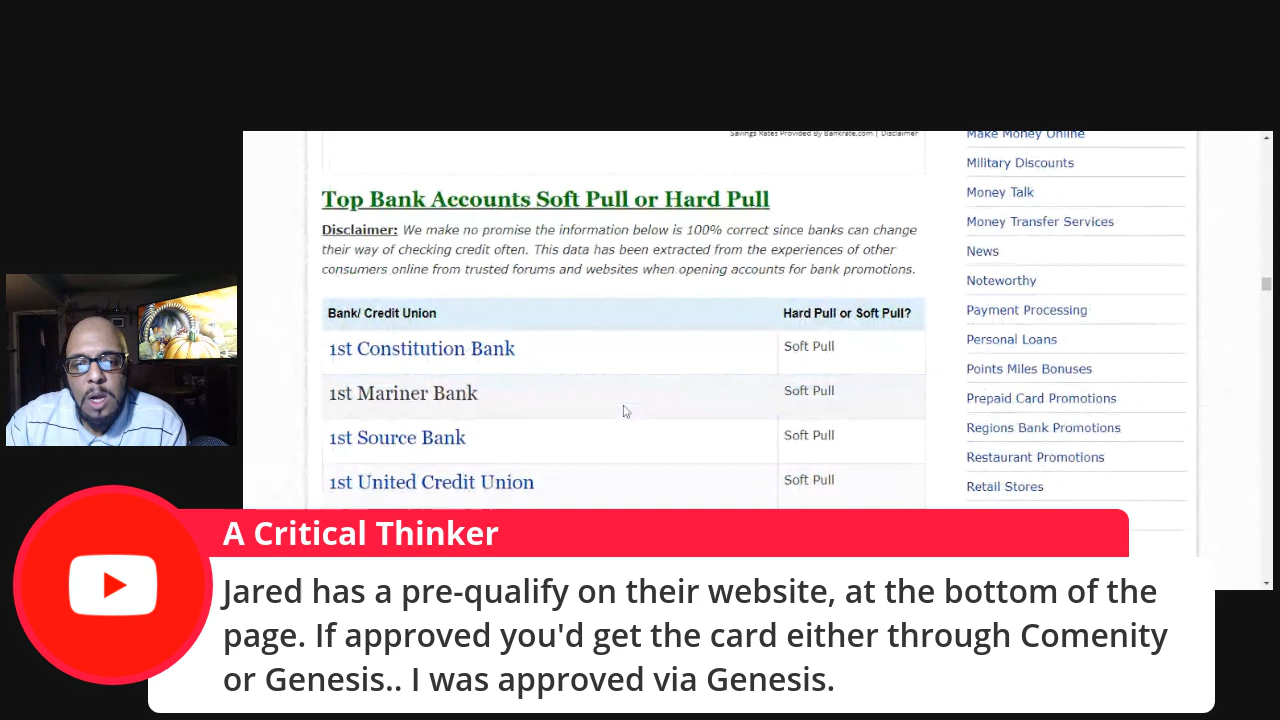 Savings Rates Provided By Bankrate.com | Disclaimer
Make Money Online
Top Bank Accounts Soft Pull or Hard Pull
Disclaimer: We make no promise the information below is 100% correct since banks can change
their way of checking credit often. This data has been extracted from the experiences of other
consumers online from trusted forums and websites when opening accounts for bank promotions.
Bank/ Credit Union Hard Pull or Soft Pull?
1st Constitution Bank Soft Pull
1st Mariner Bank Soft Pull
1st Source Bank Soft Pull
1st United Credit Union Soft Pull
Military Discounts
Money Talk
Money Transfer Services
News
Noteworthy
Payment Processing
Personal Loans
Points Miles Bonuses
Prepaid Card Promotions
Regions Bank Promotions
Restaurant Promotions
Retail Stores
A Critical Thinker
Jared has a pre-qualify on their website, at the bottom of the
page. If approved you'd get the card either through Comenity
or Genesis.. I was approved via Genesis.